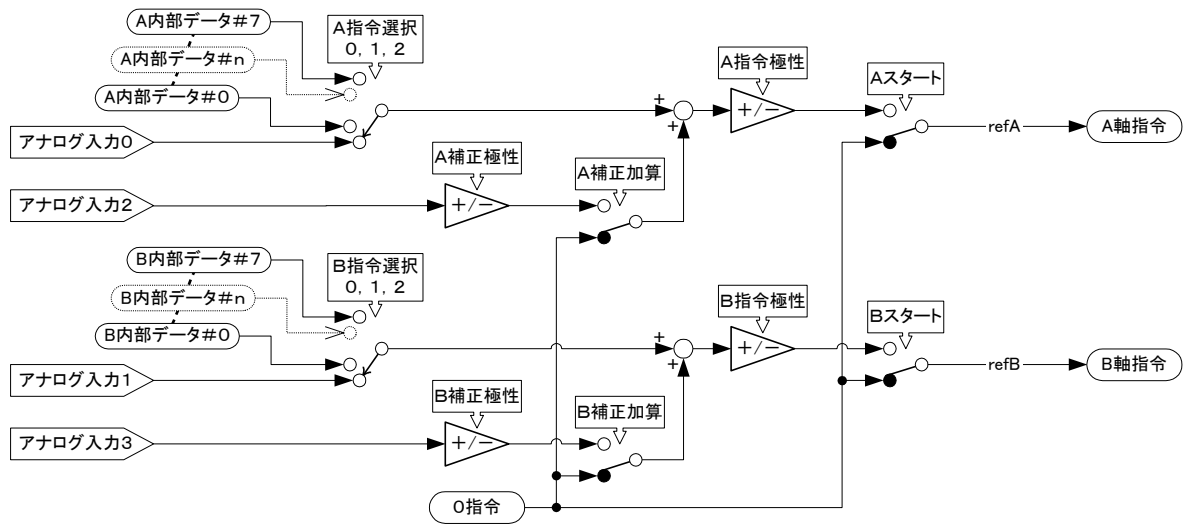 A内部データ#7
A内部データ#n
A内部データ#0
A指令選択
0, 1, 2
アナログ入力0
アナログ入力2
A補正極性
+/−
A補正加算
+
+
A指令極性
+/−
Aスタート
refA
A軸指令
B内部データ#7
B内部データ#n
B内部データ#0
B指令選択
0, 1, 2
アナログ入力1
アナログ入力3
B補正極性
+/−
B補正加算
+
+
B指令極性
+/−
Bスタート
refB
B軸指令
0指令